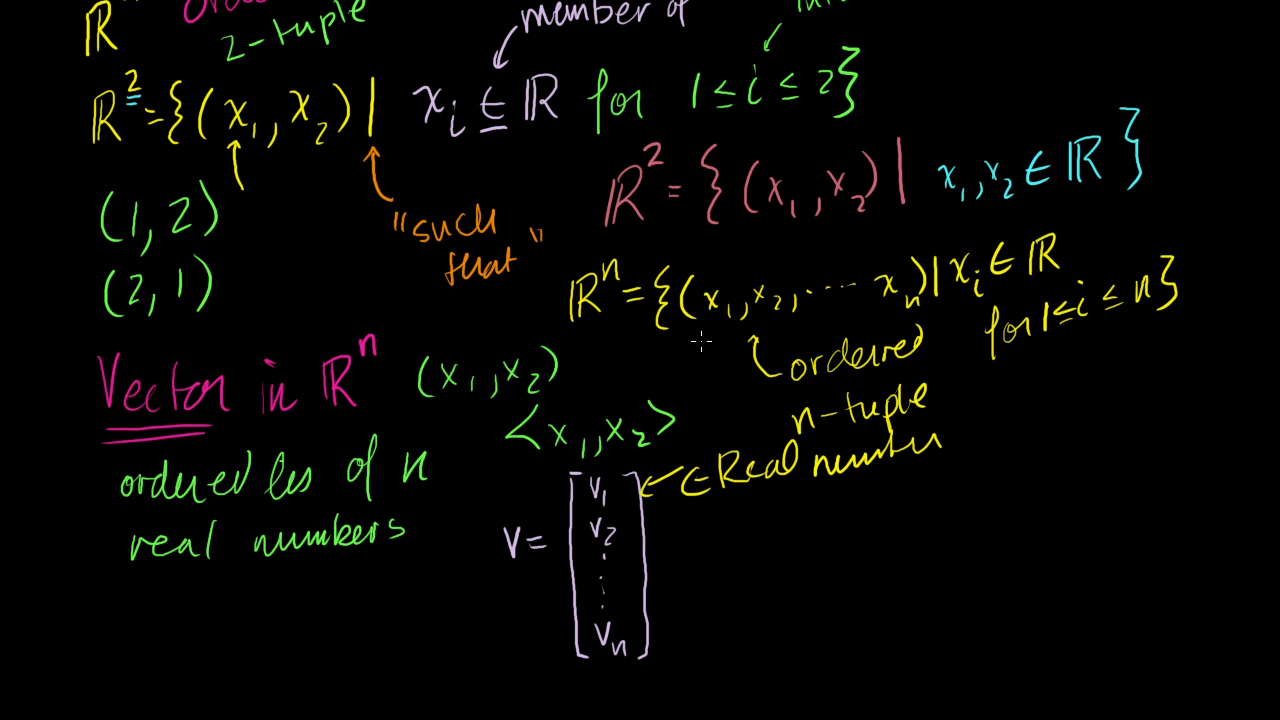 ℝ
2-tuple
member of
ℝ² = {(x₁, x₂) | xᵢ ∈ ℝ for 1 ≤ i ≤ 2}
(1, 2)
(2, 1)
"such
that"
ℝ² = {(x₁, x₂) | x₁, x₂ ∈ ℝ}
ℝⁿ = {(x₁, x₂, ..... xₙ) | xᵢ ∈ ℝ
for 1 ≤ i ≤ n}
ordered
n-tuple
Vector in ℝⁿ
(x₁, x₂)
<x₁, x₂>
ordered lis of n
real numbers
∈ Real number
V = [V₁
V₂
⋮
Vₙ]